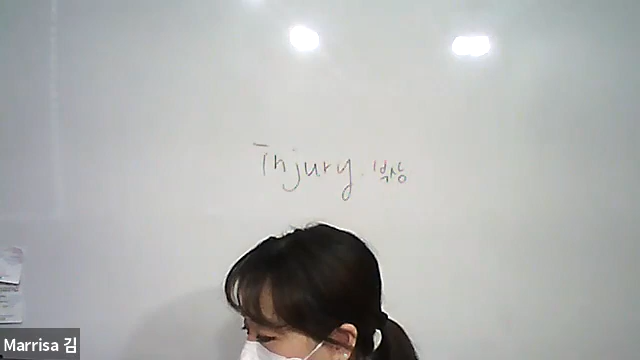 Injury. 부상
Marrisa 김